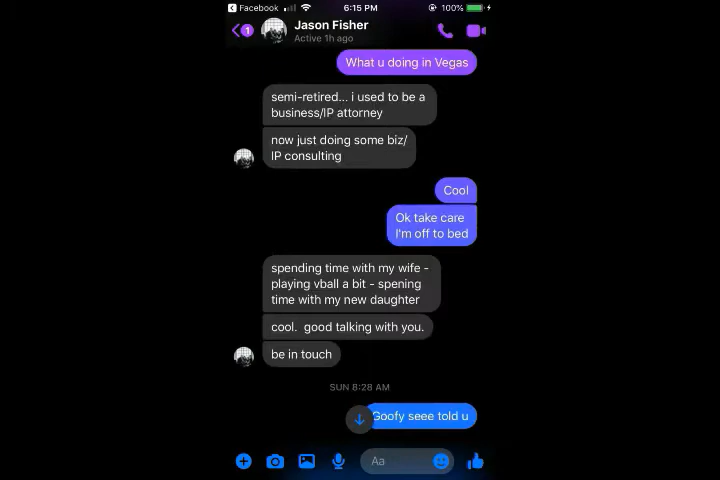 Facebook 6:15 PM 100%
1 Jason Fisher
Active 1h ago
What u doing in Vegas
semi-retired... i used to be a
business/IP attorney
now just doing some biz/
IP consulting
Cool
Ok take care
I'm off to bed
spending time with my wife -
playing vball a bit - spening
time with my new daughter
cool. good talking with you.
be in touch
SUN 8:28 AM
Goofy seee told u
Aa